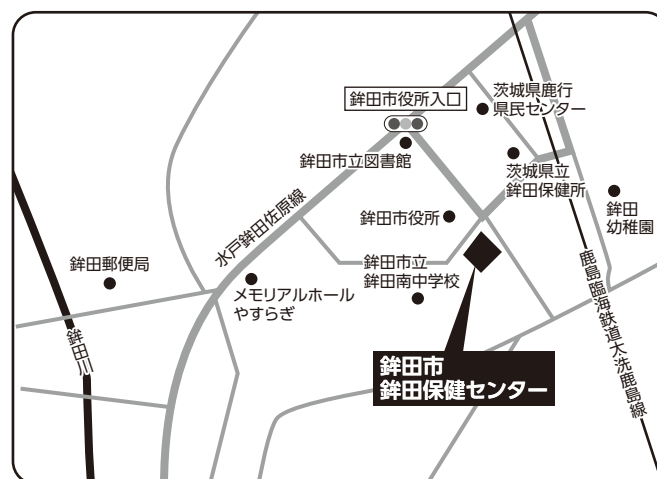 鉾田市役所入口
茨城県鹿行
県民センター
鉾田市立図書館
茨城県立
鉾田保健所
鉾田
幼稚園
水戸鉾田佐原線
鉾田市役所
鉾田郵便局
鉾田市立
鉾田南中学校
メモリアルホール
やすらぎ
鉾田川
鹿島臨海鉄道大洗鹿島線
鉾田市
鉾田保健センター